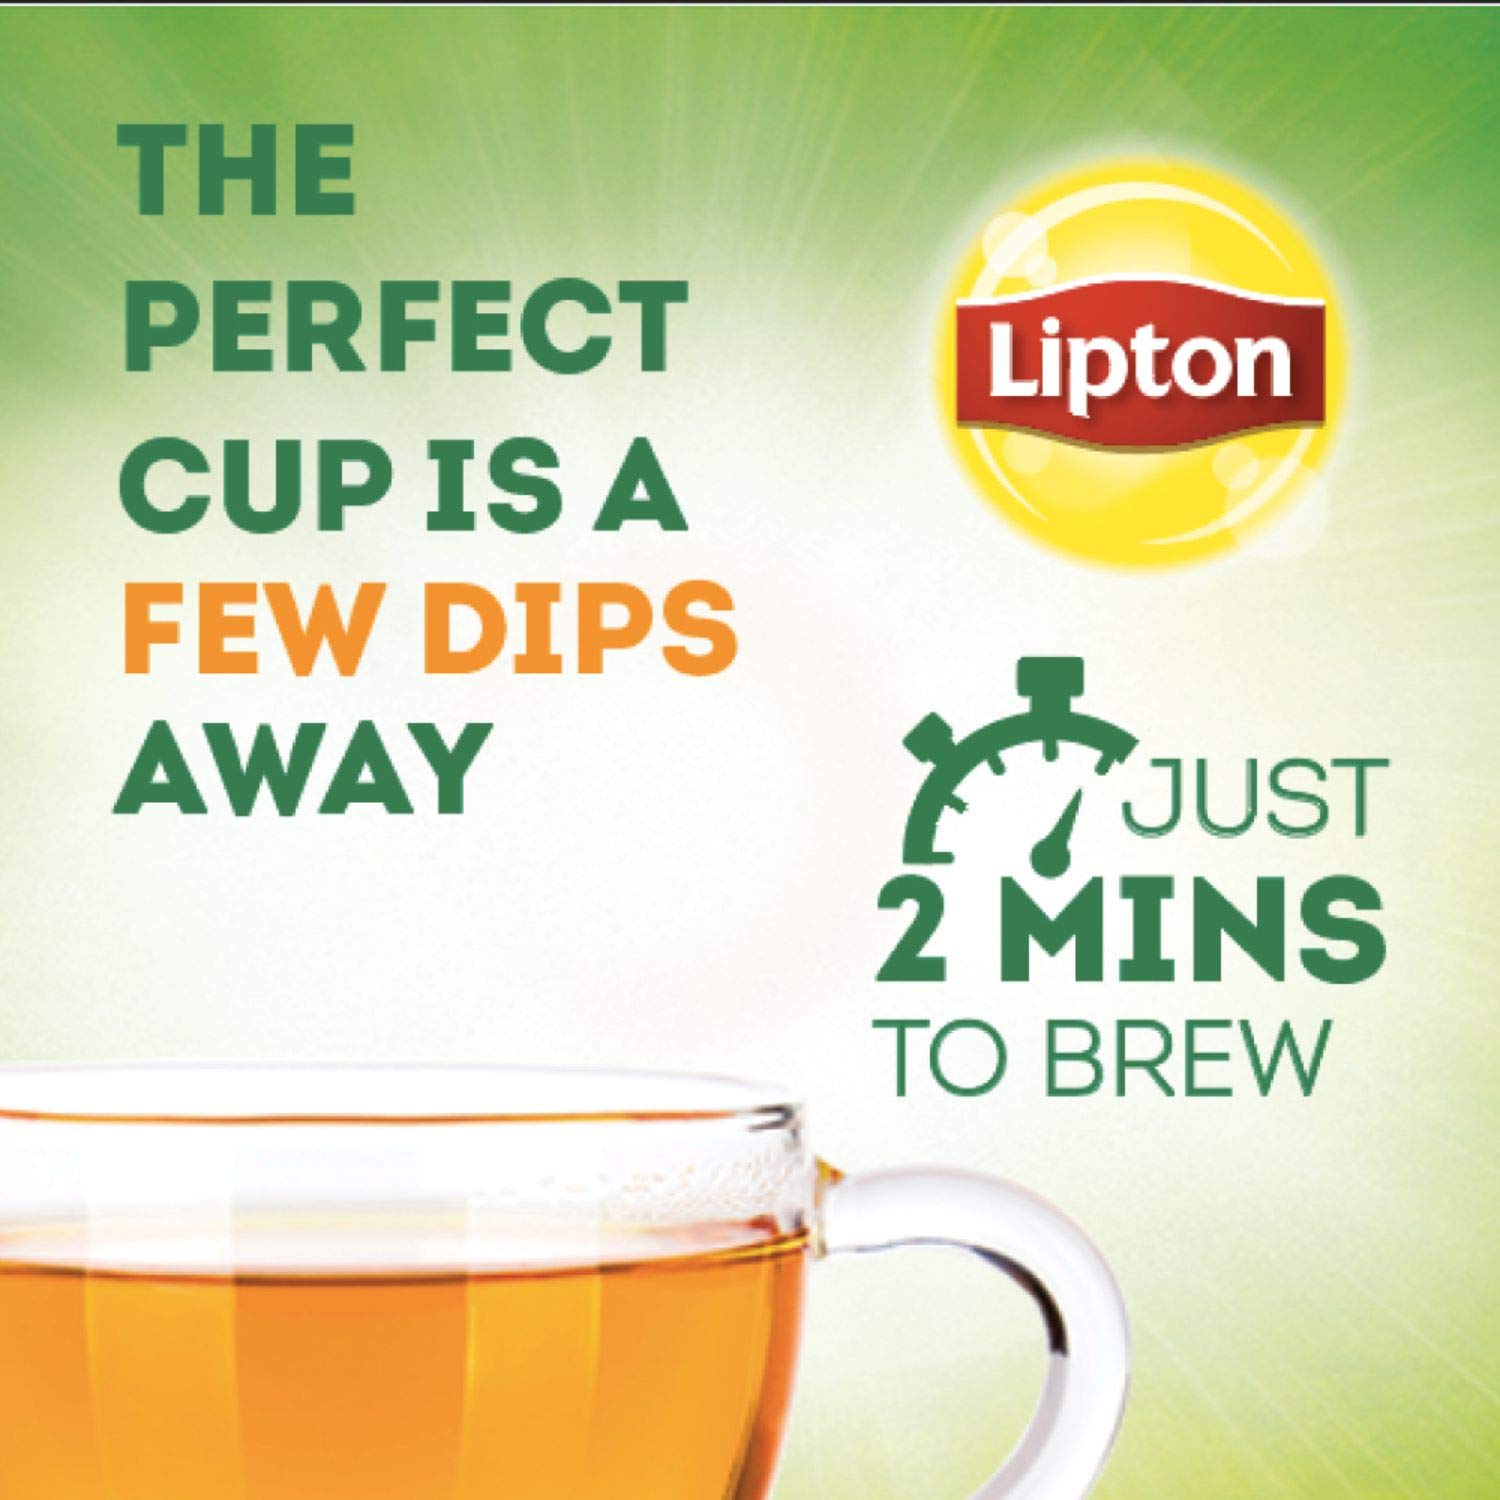 THE
PERFECT
CUP IS A
FEW DIPS
AWAY
Lipton
JUST
2 MINS
TO BREW